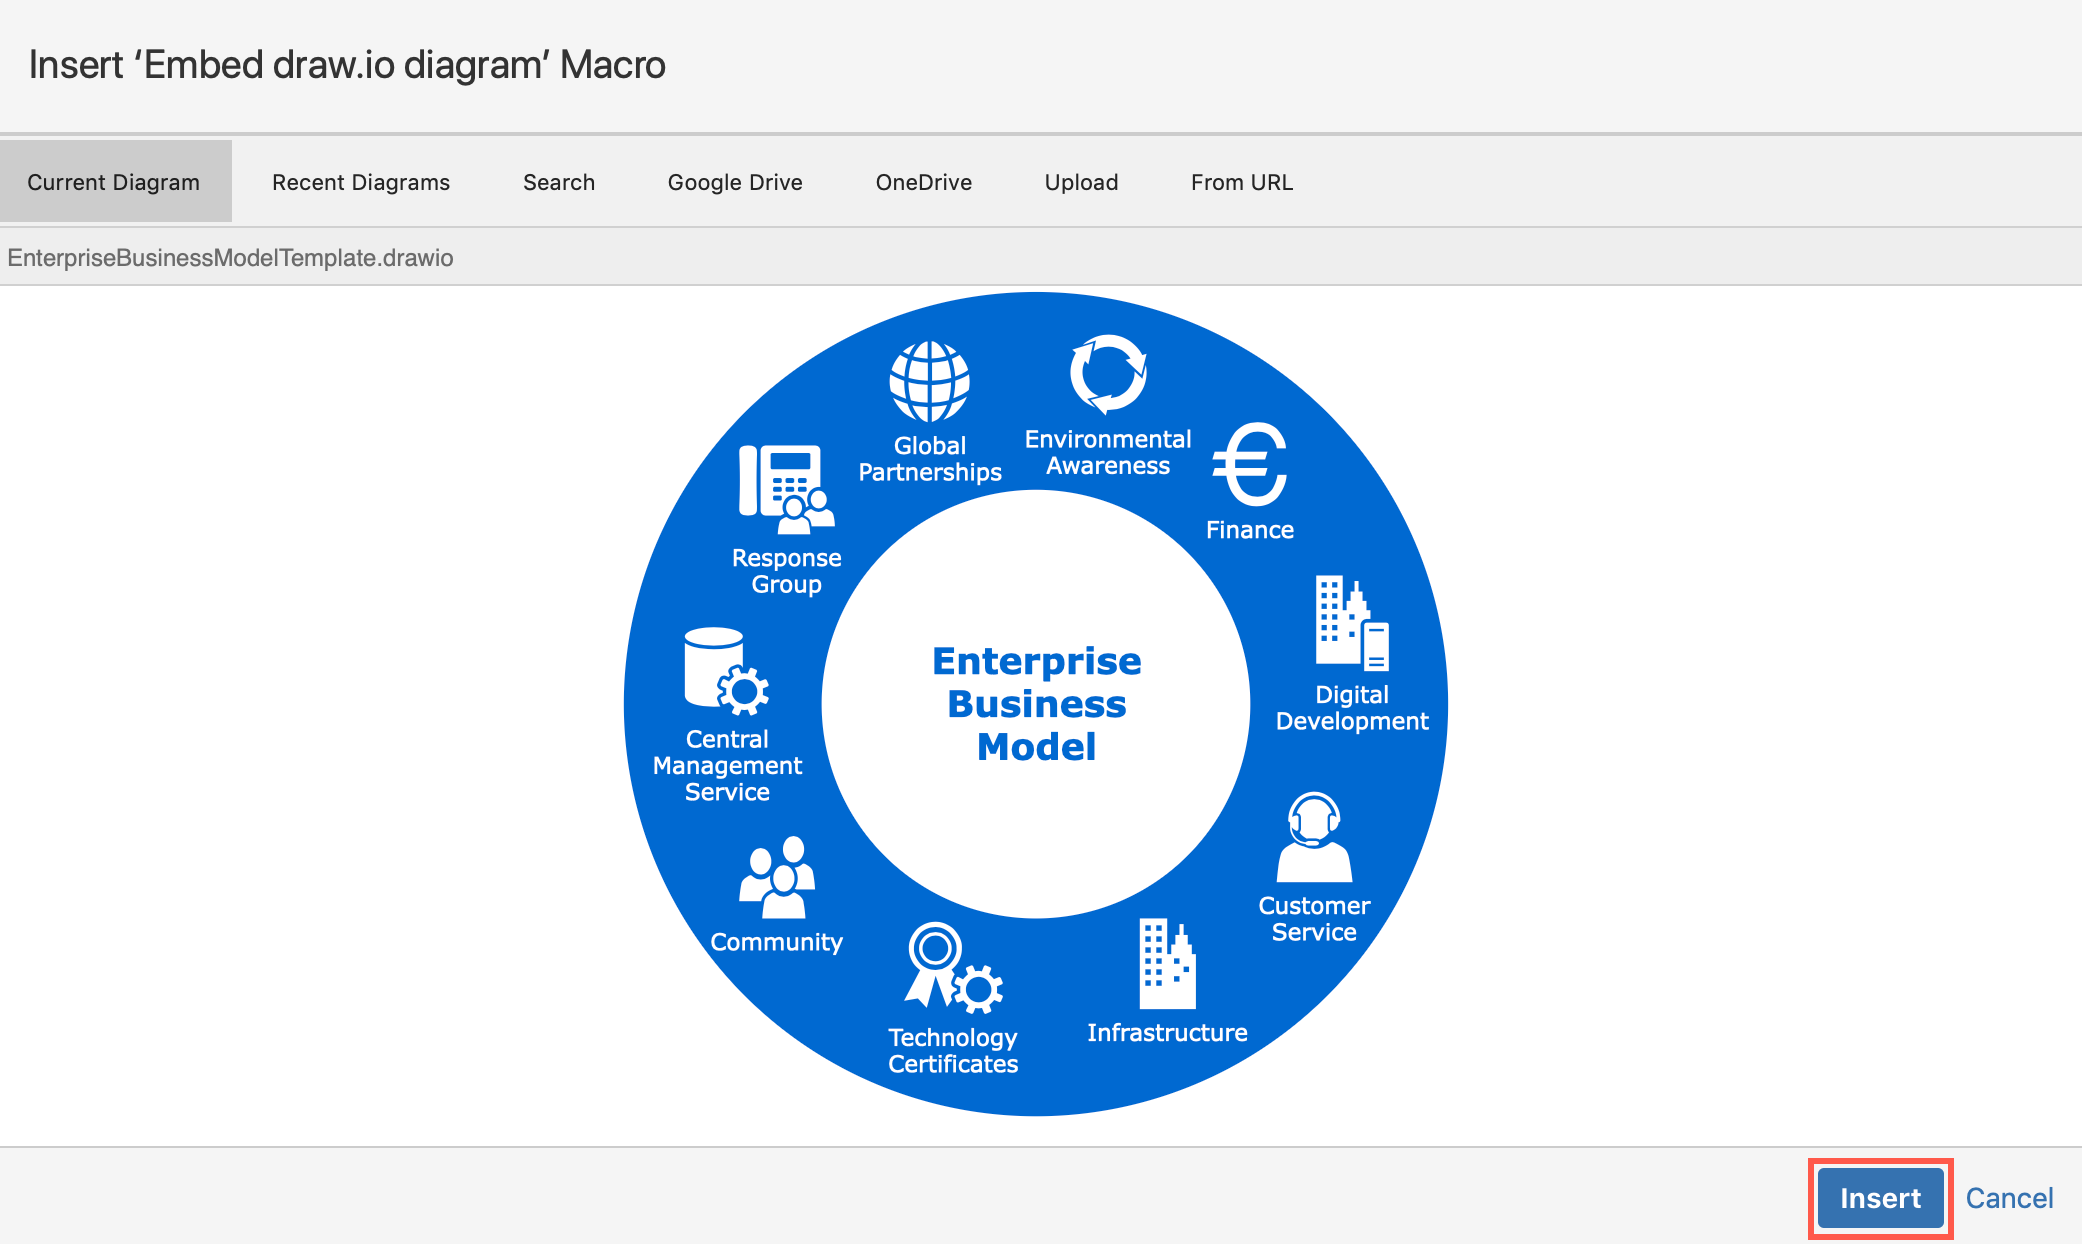 Insert ‘Embed draw.io diagram’ Macro
Current Diagram
Recent Diagrams
Search
Google Drive
OneDrive
Upload
From URL
EnterpriseBusinessModelTemplate.drawio
Global
Partnerships
Environmental
Awareness
Finance
Response
Group
Digital
Development
Enterprise
Business
Model
Central
Management
Service
Customer
Service
Community
Technology
Certificates
Infrastructure
Insert
Cancel